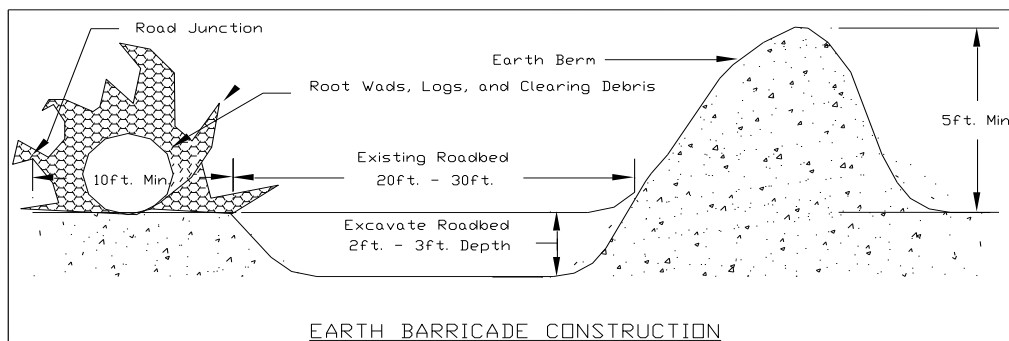 Road Junction
Earth Berm
Root Wads, Logs, and Clearing Debris
5ft. Min
Existing Roadbed
10ft. Min
20ft. - 30ft.
Excavate Roadbed
2ft. - 3ft. Depth
EARTH BARRICADE CONSTRUCTION